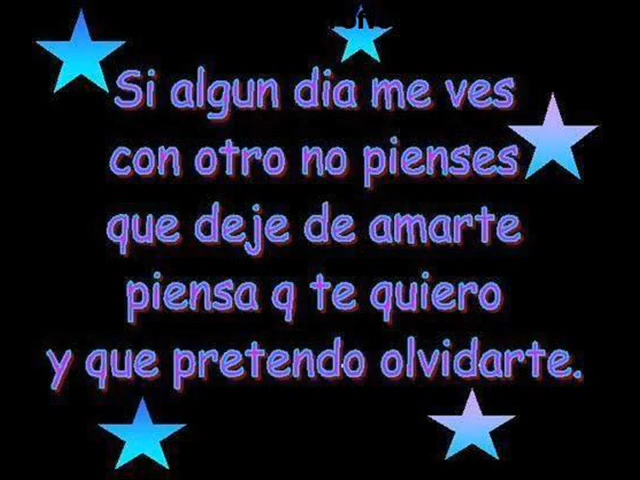 Si algun dia me ves
con otro no pienses
que deje de amarte
piensa q te quiero
y que pretendo olvidarte.